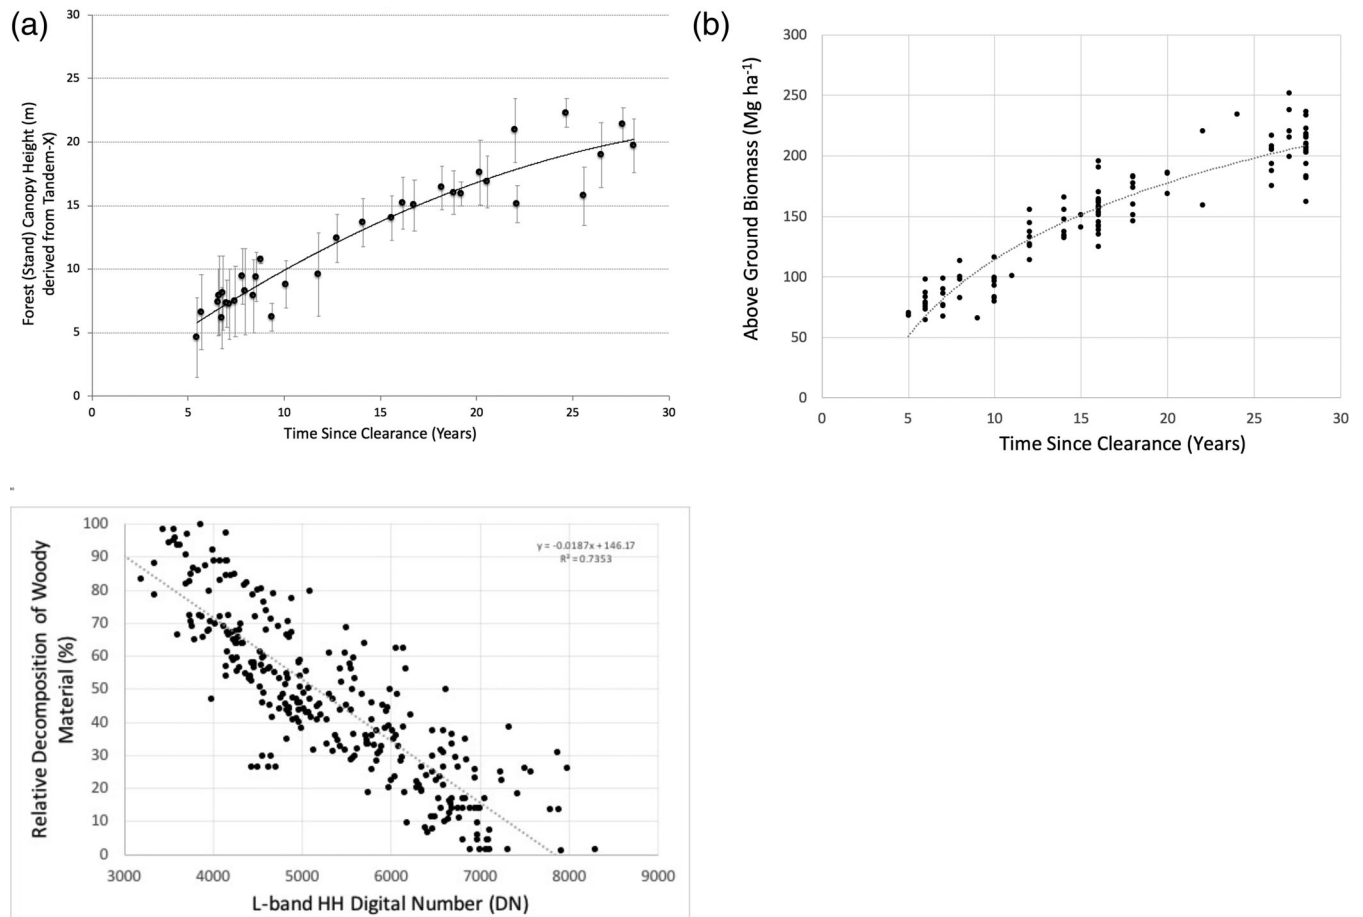 (a)
30
25
20
15
10
5
0
Forest (Stand) Canopy Height (m)
derived from Tandem-X)
0 5 10 15 20 25 30
Time Since Clearance (Years)
(b)
300
250
200
150
100
50
0
Above Ground Biomass (Mg ha⁻¹)
0 5 10 15 20 25 30
Time Since Clearance (Years)
100
90
80
70
60
50
40
30
20
10
0
Relative Decomposition of Woody
Material (%)
y = -0.0187x + 146.17
R² = 0.7353
3000 4000 5000 6000 7000 8000 9000
L-band HH Digital Number (DN)